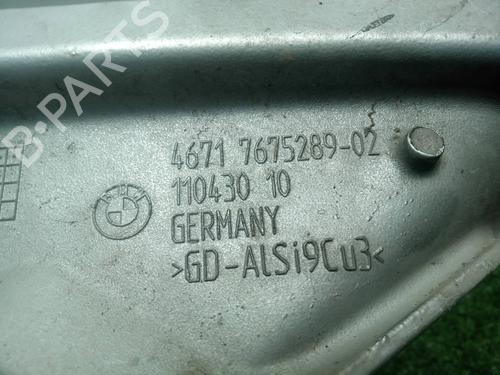 B-PARTS
4671 7675289-02
110430 10
GERMANY
>GD-AlSi9Cu3<